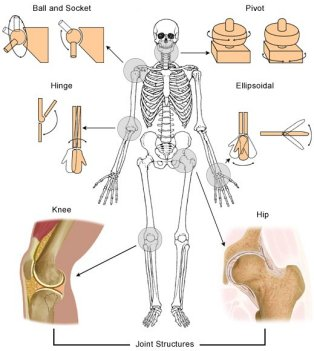 Ball and Socket
Pivot
Hinge
Ellipsoidal
Knee
Hip
Joint Structures